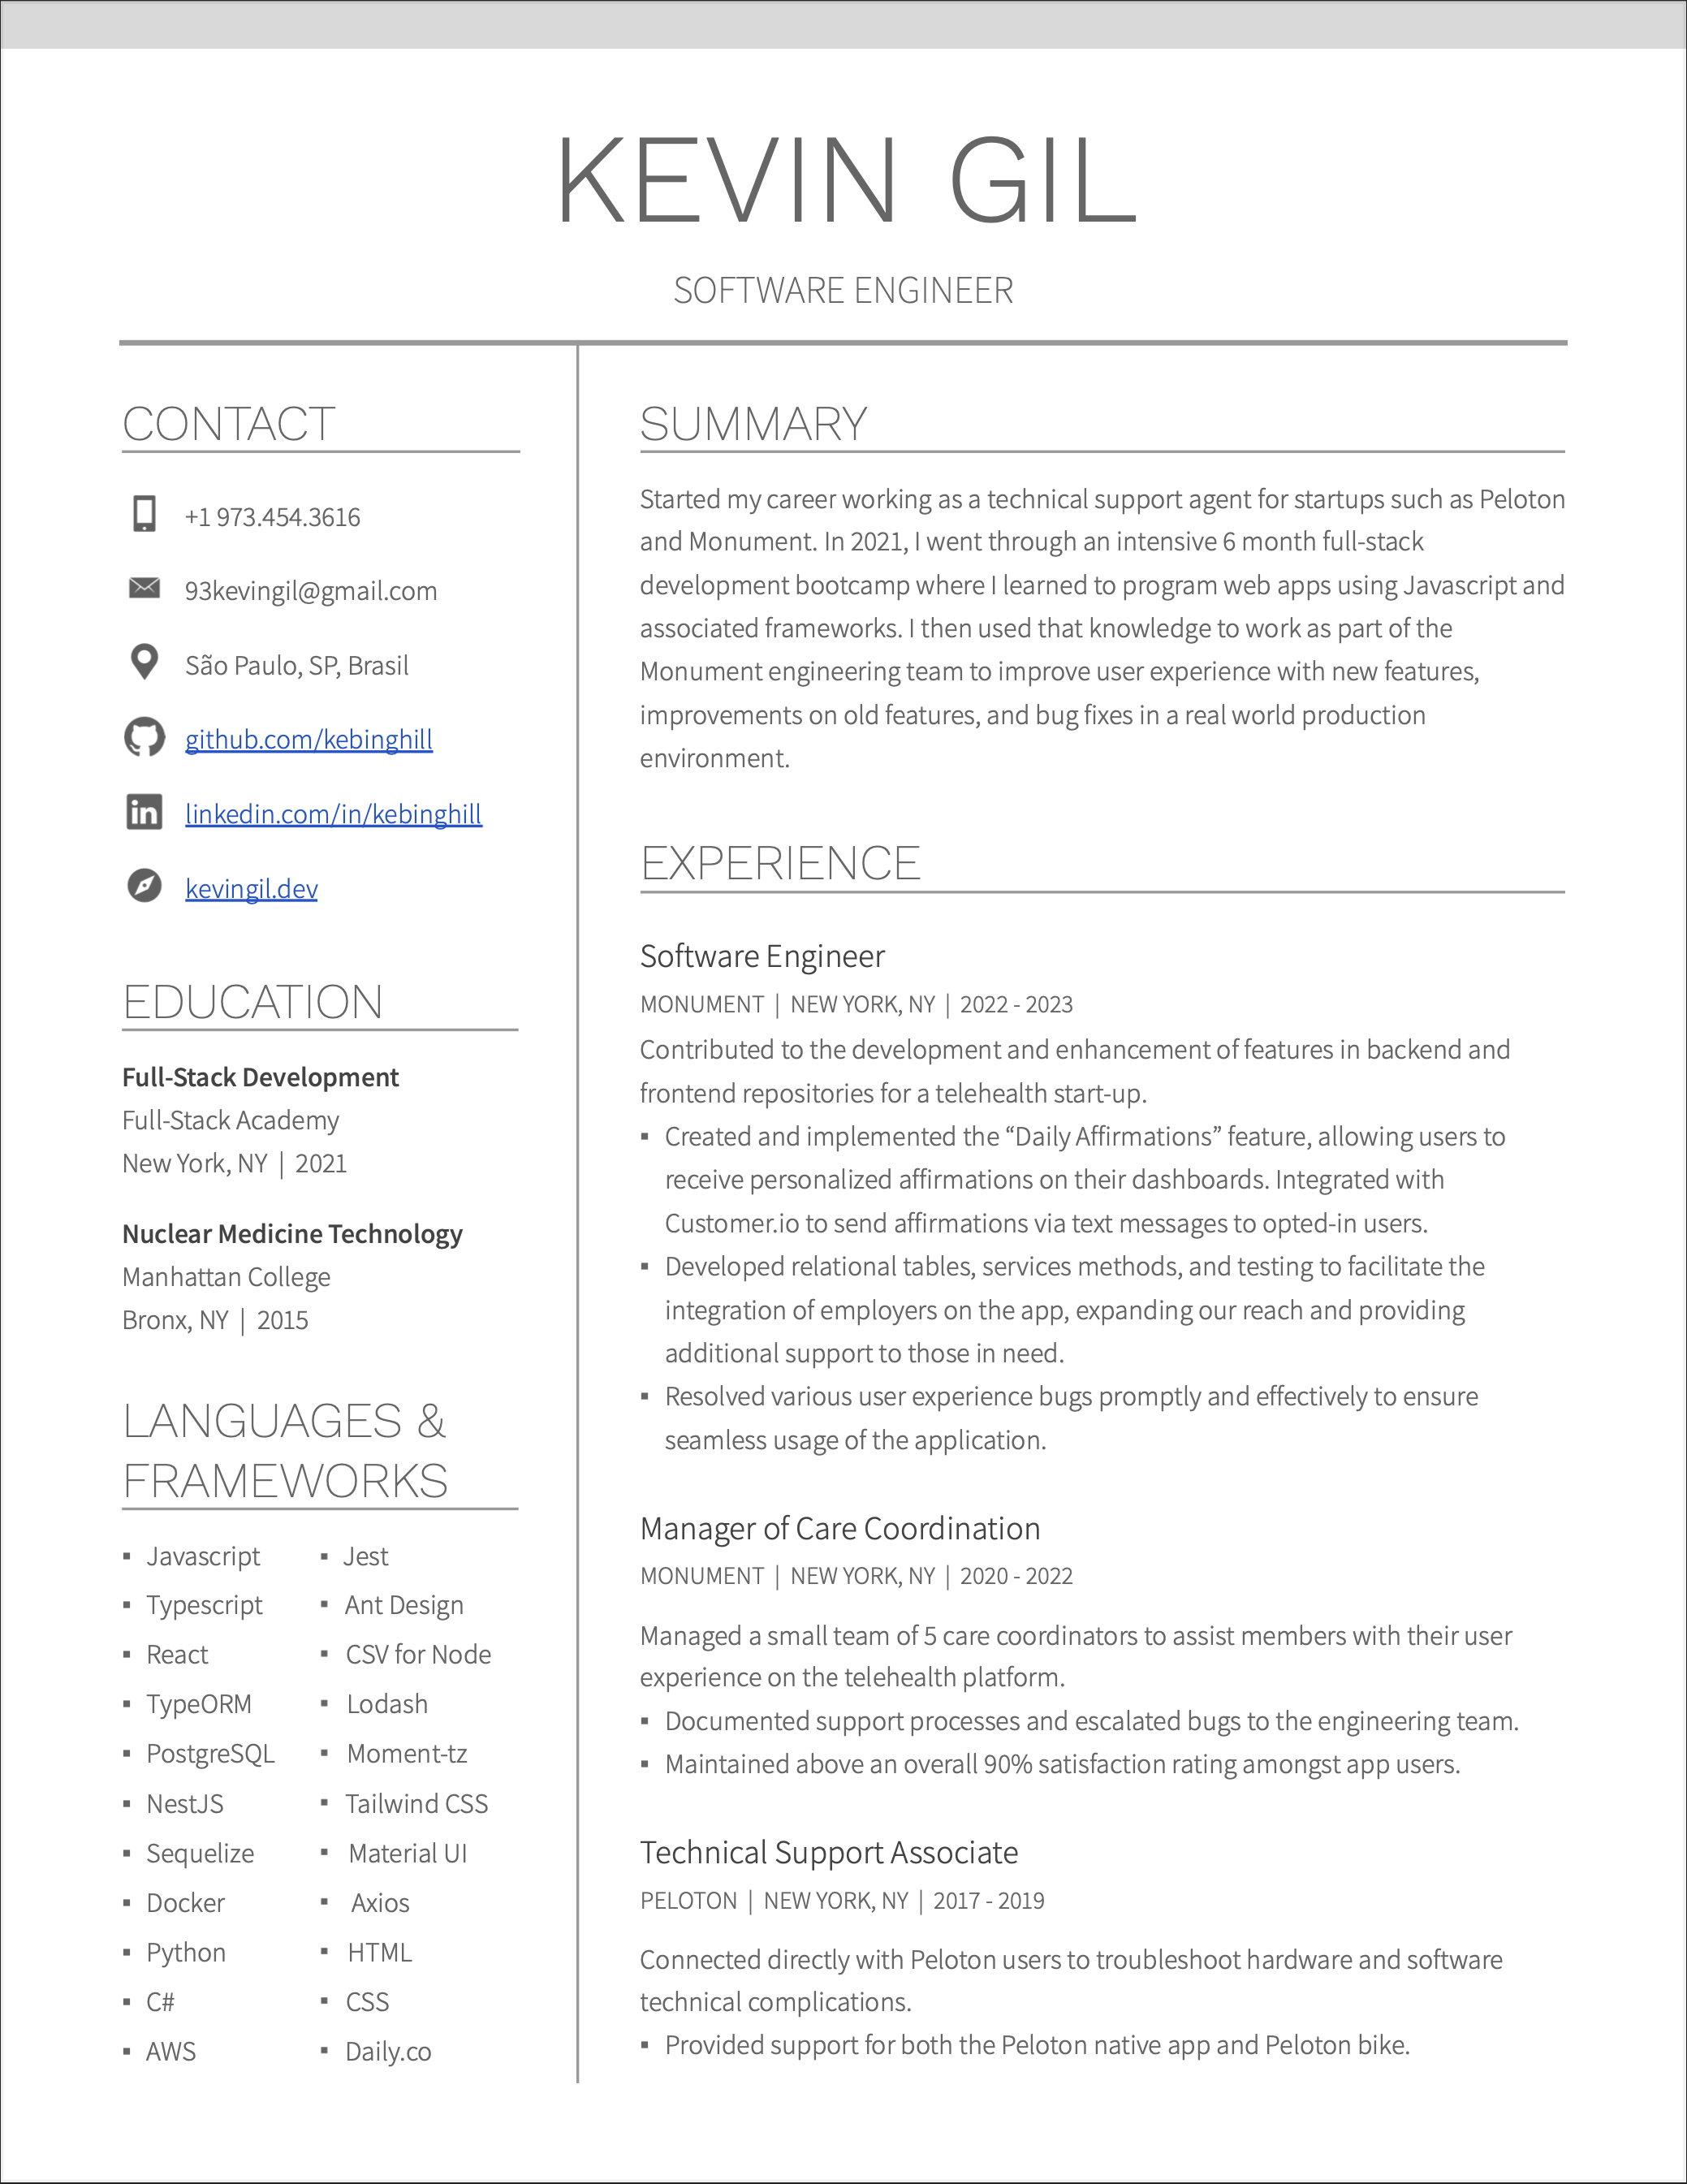 KEVIN GIL
SOFTWARE ENGINEER
CONTACT
+1 973.454.3616
93kevingil@gmail.com
São Paulo, SP, Brasil
github.com/kebinghill
linkedin.com/in/kebinghill
kevingil.dev
EDUCATION
Full-Stack Development
Full-Stack Academy
New York, NY | 2021
Nuclear Medicine Technology
Manhattan College
Bronx, NY | 2015
LANGUAGES &
FRAMEWORKS
▪ Javascript
▪ Typescript
▪ React
▪ TypeORM
▪ PostgreSQL
▪ NestJS
▪ Sequelize
▪ Docker
▪ Python
▪ C#
▪ AWS
▪ Jest
▪ Ant Design
▪ CSV for Node
▪ Lodash
▪ Moment-tz
▪ Tailwind CSS
▪ Material UI
▪ Axios
▪ HTML
▪ CSS
▪ Daily.co
SUMMARY
Started my career working as a technical support agent for startups such as Peloton
and Monument. In 2021, I went through an intensive 6 month full-stack
development bootcamp where I learned to program web apps using Javascript and
associated frameworks. I then used that knowledge to work as part of the
Monument engineering team to improve user experience with new features,
improvements on old features, and bug fixes in a real world production
environment.
EXPERIENCE
Software Engineer
MONUMENT | NEW YORK, NY | 2022 - 2023
Contributed to the development and enhancement of features in backend and
frontend repositories for a telehealth start-up.
▪ Created and implemented the “Daily Affirmations” feature, allowing users to
receive personalized affirmations on their dashboards. Integrated with
Customer.io to send affirmations via text messages to opted-in users.
▪ Developed relational tables, services methods, and testing to facilitate the
integration of employers on the app, expanding our reach and providing
additional support to those in need.
▪ Resolved various user experience bugs promptly and effectively to ensure
seamless usage of the application.
Manager of Care Coordination
MONUMENT | NEW YORK, NY | 2020 - 2022
Managed a small team of 5 care coordinators to assist members with their user
experience on the telehealth platform.
▪ Documented support processes and escalated bugs to the engineering team.
▪ Maintained above an overall 90% satisfaction rating amongst app users.
Technical Support Associate
PELOTON | NEW YORK, NY | 2017 - 2019
Connected directly with Peloton users to troubleshoot hardware and software
technical complications.
▪ Provided support for both the Peloton native app and Peloton bike.